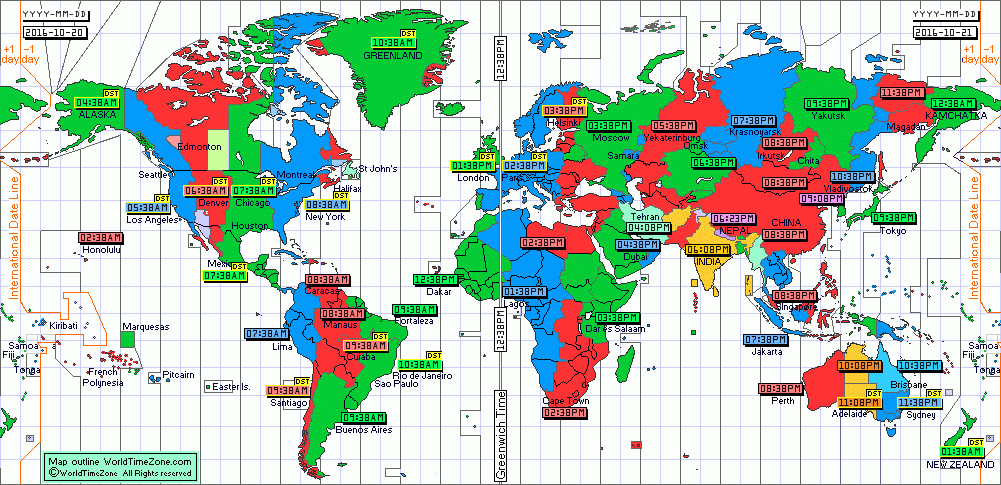 YYYY-MM-DD
2016-10-20
YYYY-MM-DD
2016-10-21
+1 -1
day day
+1 -1
day day
12:38PM
DST
10:38AM
GREENLAND
DST
04:38AM
ALASKA
11:38PM
12:38AM
KAMCHATKA
Magadan
DST
03:38PM
Helsinki
03:38PM
Moscow
05:38PM
Yekaterinburg
Omsk
07:38PM
Krasnoyarsk
09:38PM
Yakutsk
08:38PM
Irkutsk
Chita
Samara
06:38PM
Edmonton
Seattle
Montreal
St John's
Halifax
DST
01:38PM
London
DST
02:38PM
Paris
08:38PM
10:38PM
Vladivostok
09:08PM
DST
06:38AM
Denver
DST
07:38AM
Chicago
DST
08:38AM
New York
DST
05:38AM
Los Angeles
Houston
Tehran
04:08PM
06:23PM
NEPAL
CHINA
08:38PM
09:38PM
Tokyo
02:38AM
Honolulu
02:38PM
04:38PM
Dubai
06:08PM
INDIA
Mexico
DST
07:38AM
08:38AM
Caracas
12:38PM
Dakar
01:38PM
Lagos
08:38PM
Singapore
International Date Line
International Date Line
08:38AM
Manaus
09:38AM
Fortaleza
03:38PM
Dar es Salaam
Kiribati
Marquesas
07:38AM
Lima
DST
09:38AM
Cuiaba
12:38PM
07:38PM
Jakarta
Samoa
Fiji
Tonga
French
Polynesia
Pitcairn
Easter Is.
DST
10:38AM
Rio de Janeiro
Sao Paulo
10:08PM
10:38PM
Brisbane
Samoa
Fiji
Tonga
DST
09:38AM
Santiago
09:38AM
Buenos Aires
Cape Town
02:38PM
08:38PM
Perth
DST
11:08PM
Adelaide
DST
11:38PM
Sydney
Greenwich Time
DST
01:38AM
NEW ZEALAND
Map outline WorldTimeZone.com
©WorldTimeZone All Rights reserved